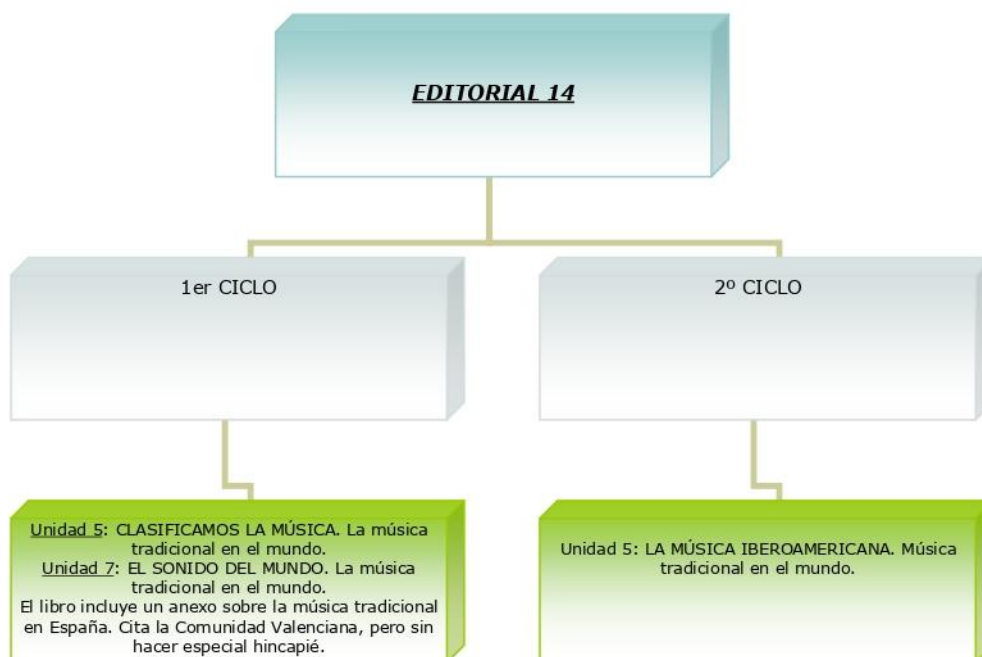 EDITORIAL 14
1er CICLO
2º CICLO
Unidad 5: CLASIFICAMOS LA MÚSICA. La música
tradicional en el mundo.
Unidad 7: EL SONIDO DEL MUNDO. La música
tradicional en el mundo.
El libro incluye un anexo sobre la música tradicional
en España. Cita la Comunidad Valenciana, pero sin
hacer especial hincapié.
Unidad 5: LA MÚSICA IBEROAMERICANA. Música
tradicional en el mundo.